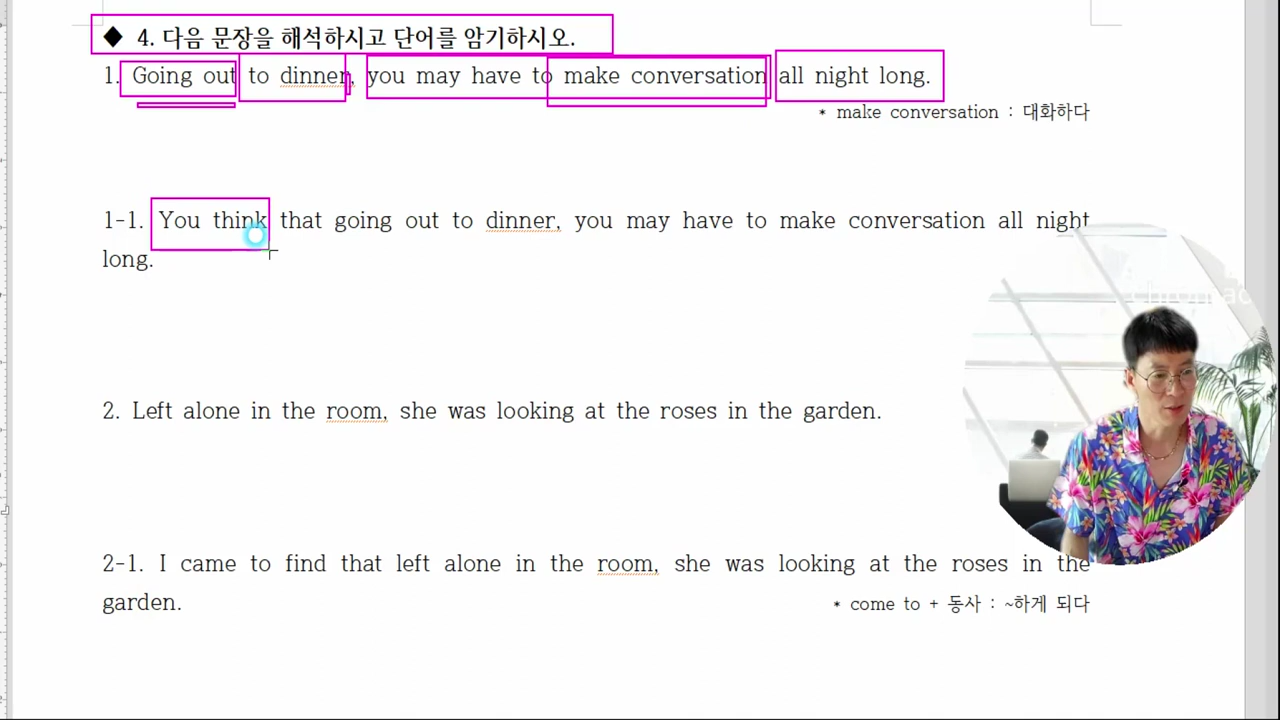 ◆ 4. 다음 문장을 해석하시고 단어를 암기하시오.
1. Going out to dinner, you may have to make conversation all night long.
* make conversation : 대화하다
1-1. You think that going out to dinner, you may have to make conversation all night
long.
2. Left alone in the room, she was looking at the roses in the garden.
2-1. I came to find that left alone in the room, she was looking at the roses in the
garden.
* come to + 동사 : ~하게 되다